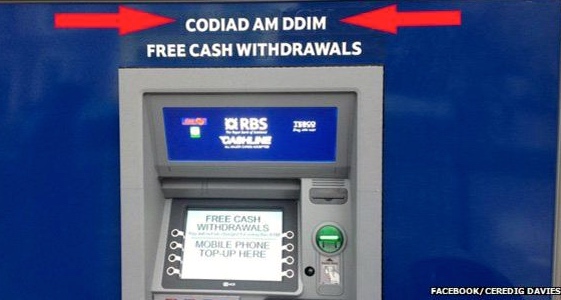 CODIAD AM DDIM
FREE CASH WITHDRAWALS
RBS
TESCO
CASHLINE
FREE CASH
WITHDRAWALS
MOBILE PHONE
TOP-UP HERE
FACEBOOK/CEREDIG DAVIES